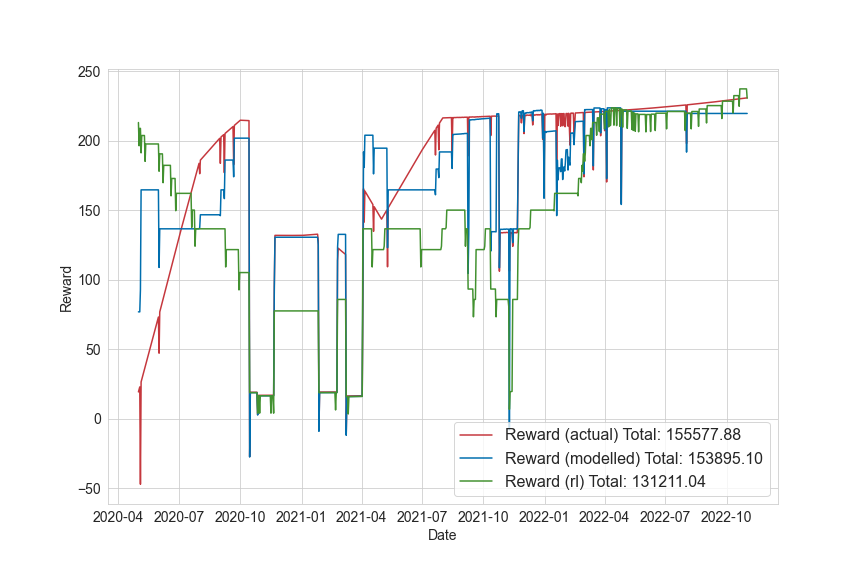 250
200
150
100
50
0
−50
Reward
2020-04 2020-07 2020-10 2021-01 2021-04 2021-07 2021-10 2022-01 2022-04 2022-07 2022-10
Date
Reward (actual) Total: 155577.88
Reward (modelled) Total: 153895.10
Reward (rl) Total: 131211.04